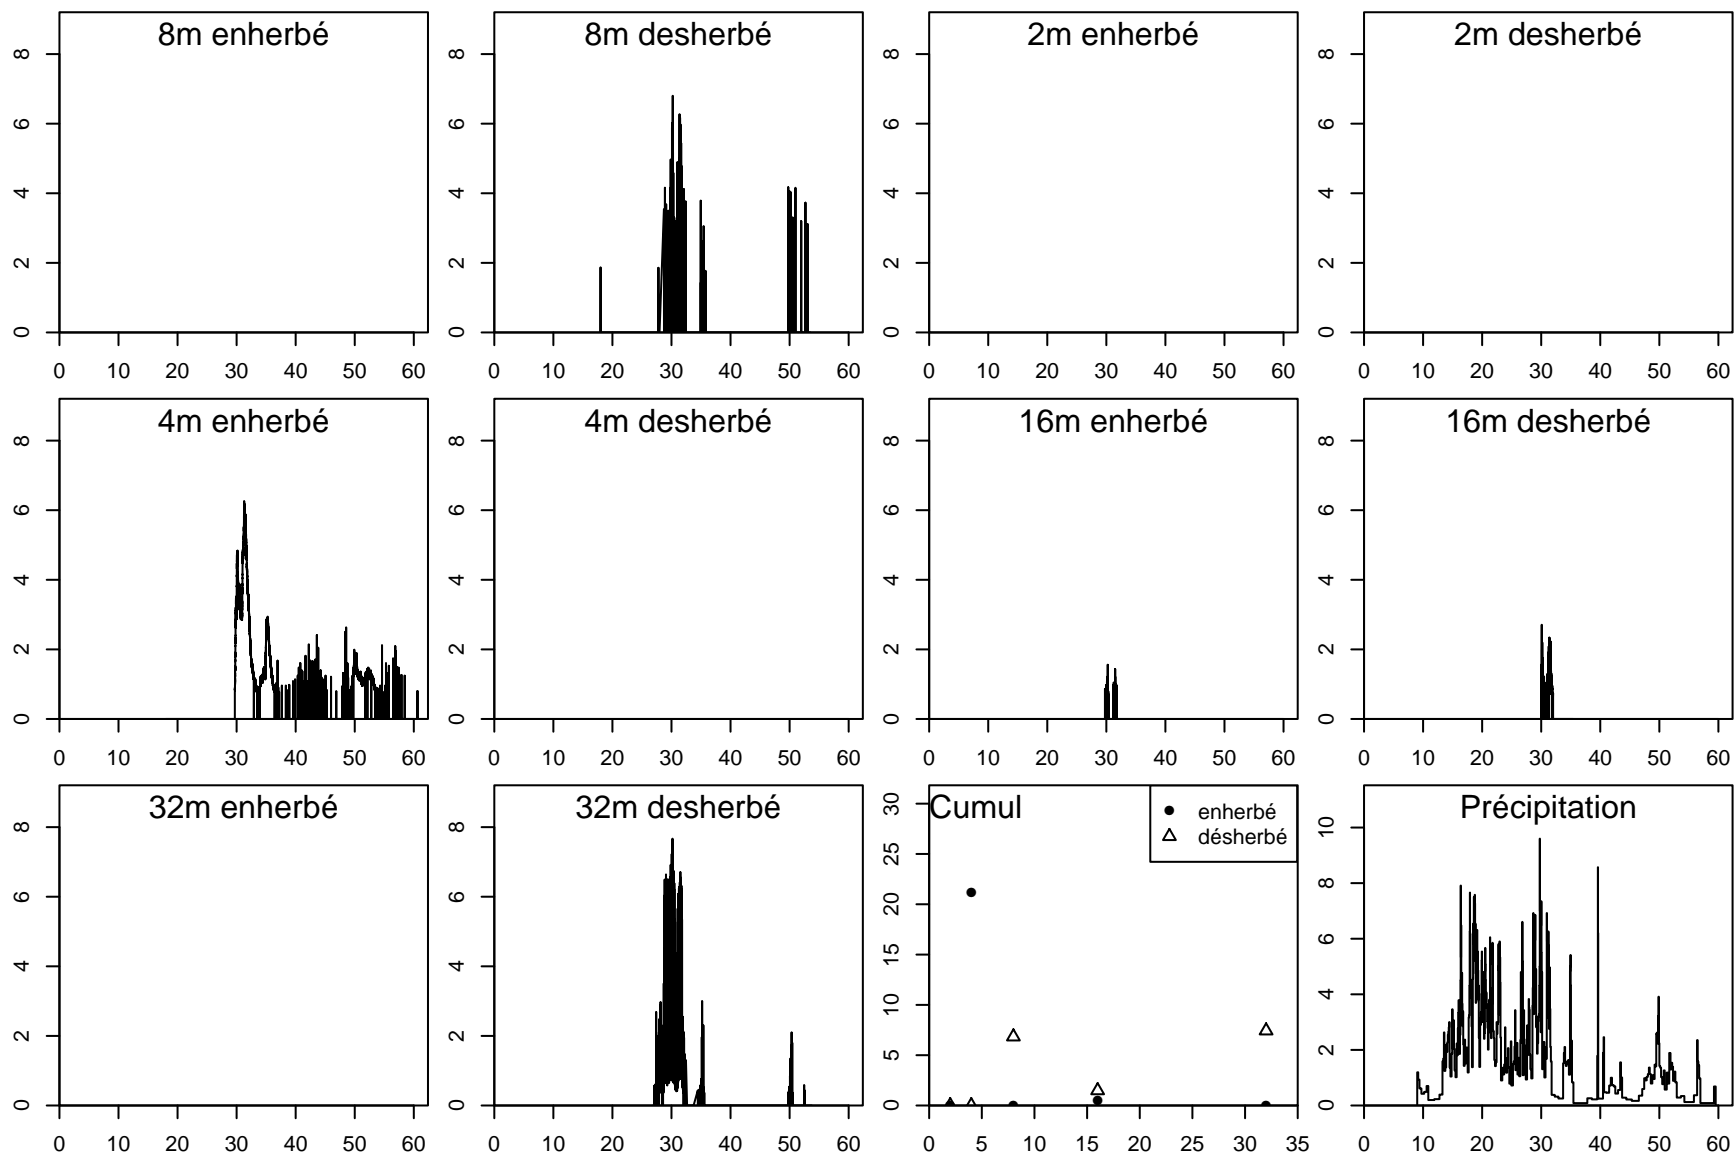 8m enherbé
8m desherbé
2m enherbé
2m desherbé
0 2 4 6 8
0 2 4 6 8
0 2 4 6 8
0 2 4 6 8
0 10 20 30 40 50 60
0 10 20 30 40 50 60
0 10 20 30 40 50 60
0 10 20 30 40 50 60
4m enherbé
4m desherbé
16m enherbé
16m desherbé
0 2 4 6 8
0 2 4 6 8
0 2 4 6 8
0 2 4 6 8
0 10 20 30 40 50 60
0 10 20 30 40 50 60
0 10 20 30 40 50 60
0 10 20 30 40 50 60
32m enherbé
32m desherbé
Cumul
enherbé
désherbé
Précipitation
0 2 4 6 8
0 2 4 6 8
0 5 10 15 20 25 30
0 2 4 6 8 10
0 10 20 30 40 50 60
0 10 20 30 40 50 60
0 5 10 15 20 25 30 35
0 10 20 30 40 50 60